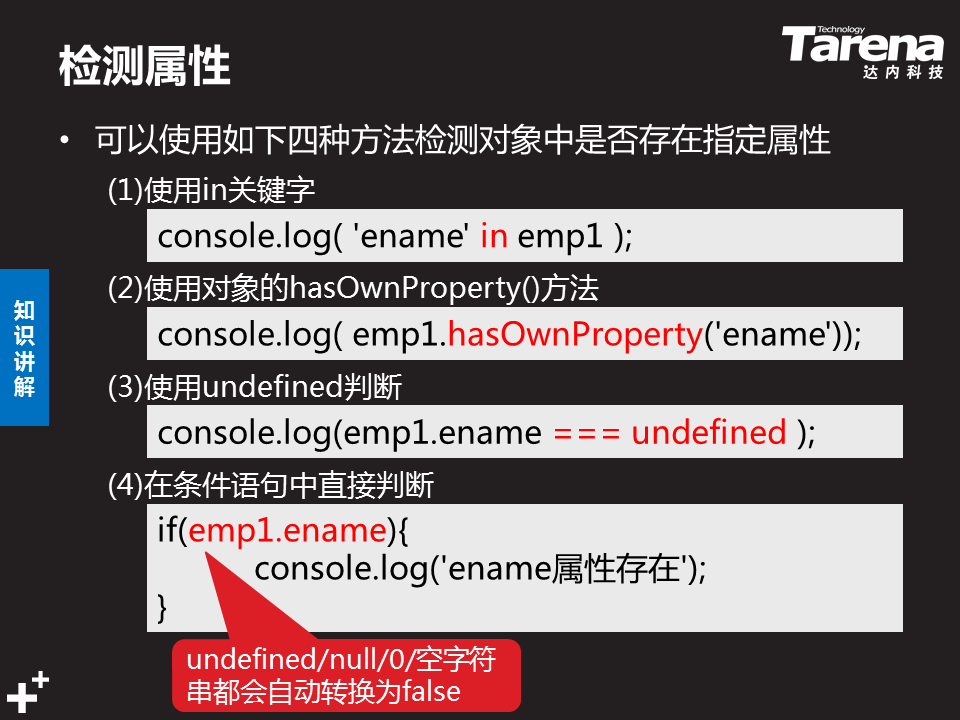 检测属性
Technology
Tarena
达内科技
• 可以使用如下四种方法检测对象中是否存在指定属性
(1)使用in关键字
console.log( 'ename' in emp1 );
(2)使用对象的hasOwnProperty()方法
console.log( emp1.hasOwnProperty('ename'));
(3)使用undefined判断
console.log(emp1.ename === undefined );
(4)在条件语句中直接判断
if(emp1.ename){
console.log('ename属性存在');
}
undefined/null/0/空字符
串都会自动转换为false
知
识
讲
解